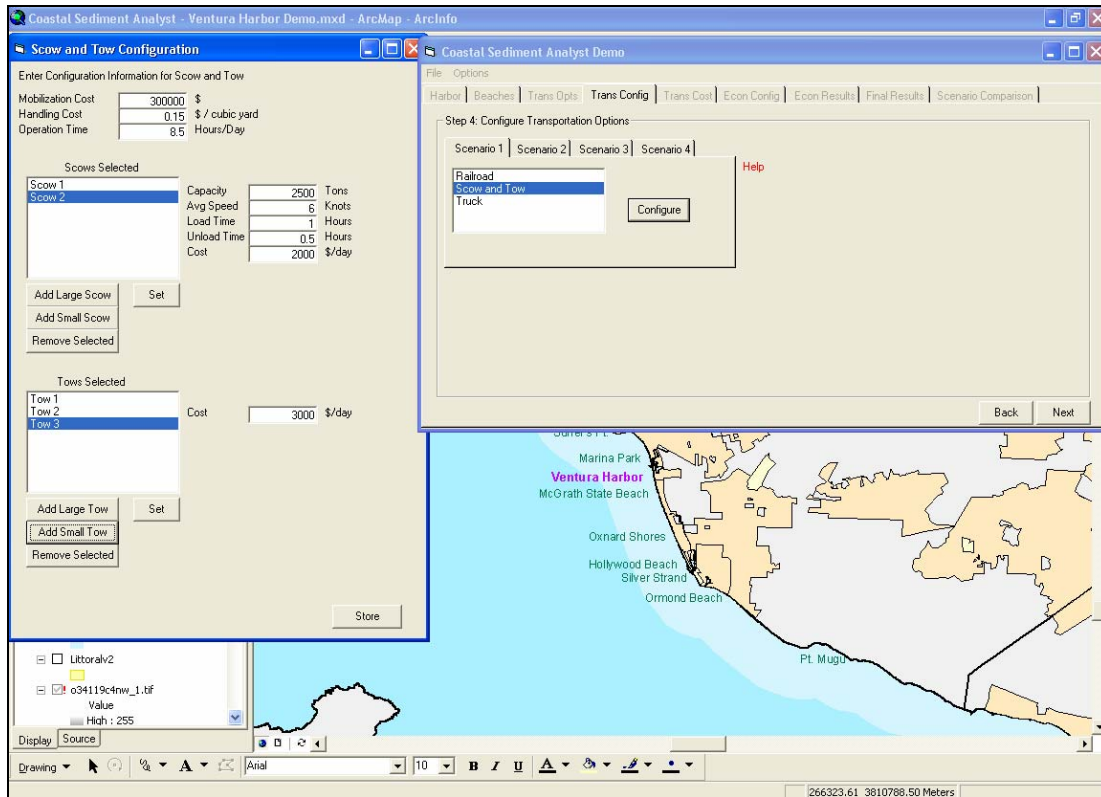 Coastal Sediment Analyst - Ventura Harbor Demo.mxd - ArcMap - ArcInfo
Scow and Tow Configuration
Enter Configuration Information for Scow and Tow
Mobilization Cost 300000 $
Handling Cost 0.15 $ / cubic yard
Operation Time 8.5 Hours/Day
Scows Selected
Scow 1
Scow 2
Capacity 2500 Tons
Avg Speed 6 Knots
Load Time 1 Hours
Unload Time 0.5 Hours
Cost 2000 $/day
Add Large Scow Set
Add Small Scow
Remove Selected
Tows Selected
Tow 1
Tow 2
Tow 3
Cost 3000 $/day
Add Large Tow Set
Add Small Tow
Remove Selected
Store
Coastal Sediment Analyst Demo
File Options
Harbor Beaches Trans Opts Trans Config Trans Cost Econ Config Econ Results Final Results Scenario Comparison
Step 4: Configure Transportation Options
Scenario 1 Scenario 2 Scenario 3 Scenario 4
Help
Railroad
Scow and Tow
Truck
Configure
Back Next
Marina Park
Ventura Harbor
McGrath State Beach
Oxnard Shores
Hollywood Beach
Silver Strand
Ormond Beach
Pt. Mugu
Littoralv2
o34119c4nw_1.tif
Value
High : 255
Display Source
Drawing A Arial 10 B I U A
266323.61 3810788.50 Meters